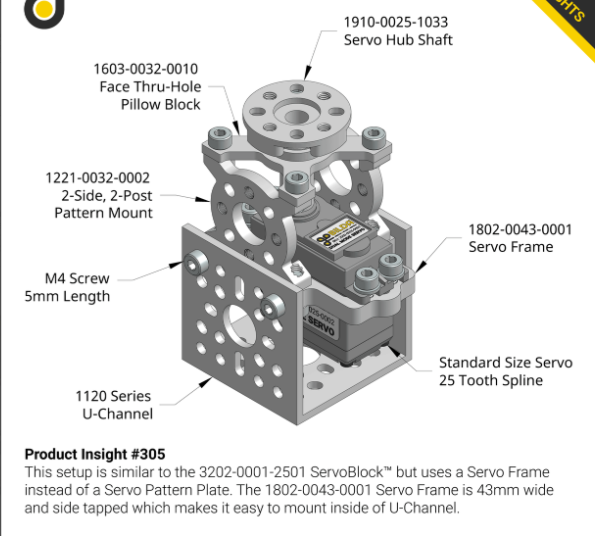 GHTS
1910-0025-1033
Servo Hub Shaft
1603-0032-0010
Face Thru-Hole
Pillow Block
1221-0032-0002
2-Side, 2-Post
Pattern Mount
1802-0043-0001
Servo Frame
M4 Screw
5mm Length
SERVO
Standard Size Servo
25 Tooth Spline
1120 Series
U-Channel
Product Insight #305
This setup is similar to the 3202-0001-2501 ServoBlock™ but uses a Servo Frame
instead of a Servo Pattern Plate. The 1802-0043-0001 Servo Frame is 43mm wide
and side tapped which makes it easy to mount inside of U-Channel.